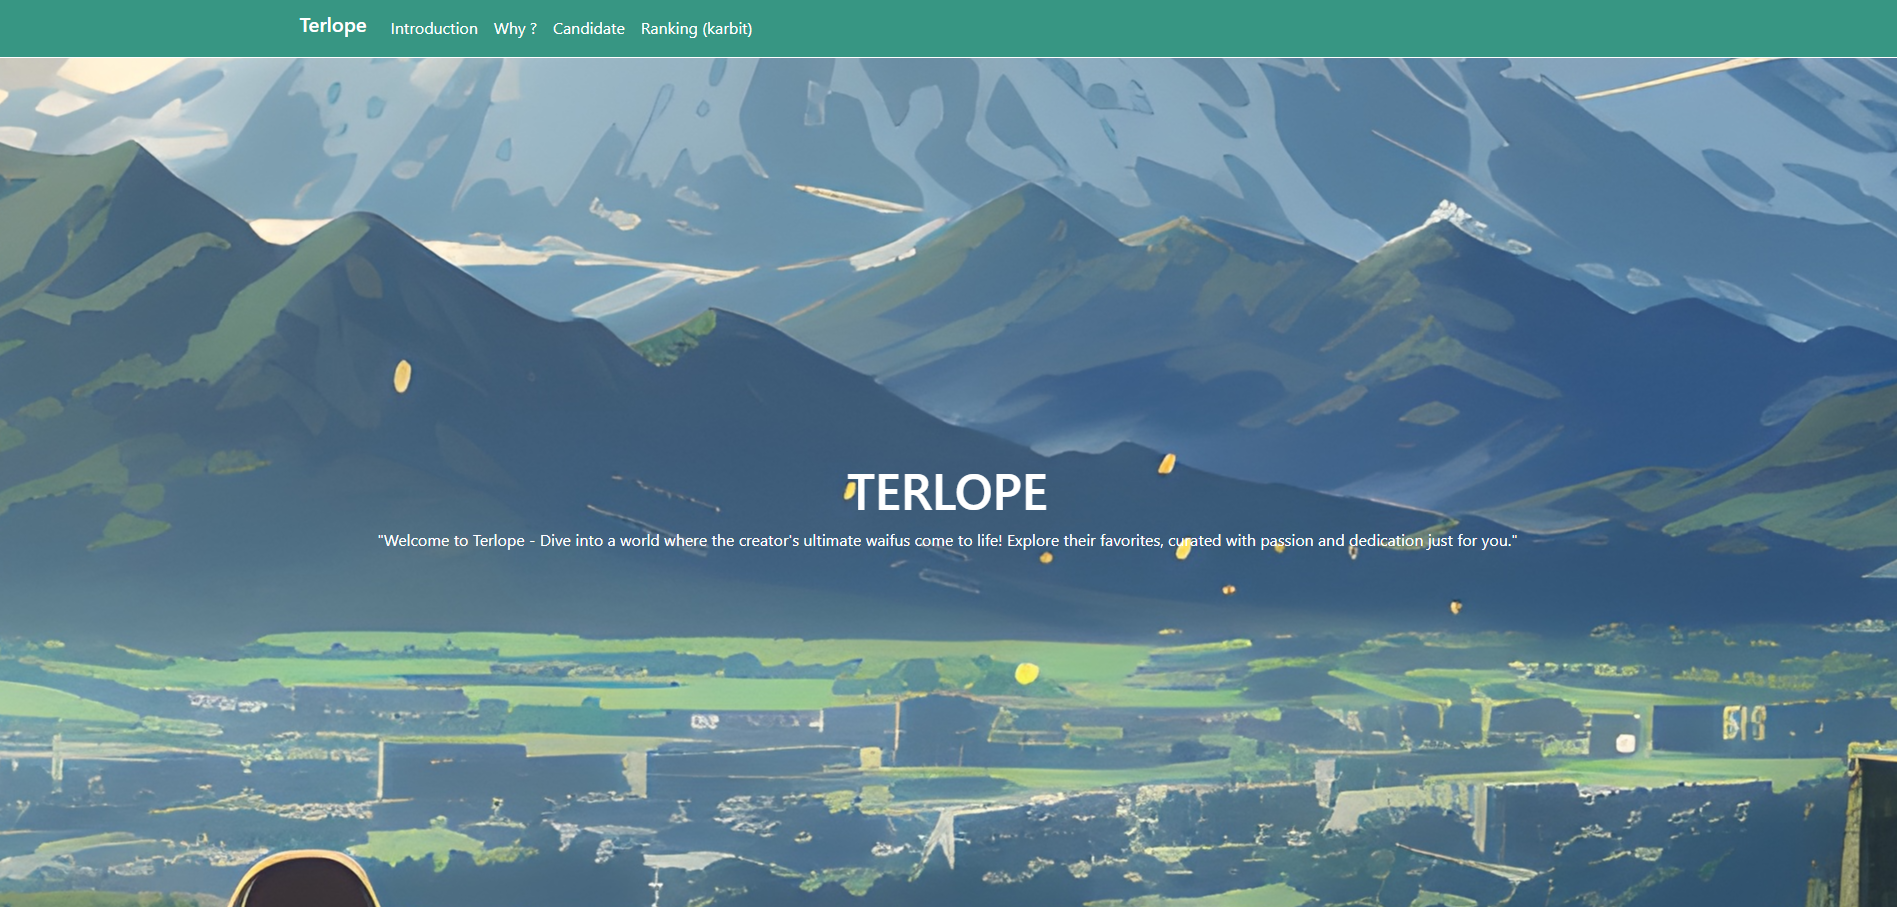 Terlope Introduction Why ? Candidate Ranking (karbit)
TERLOPE
"Welcome to Terlope - Dive into a world where the creator's ultimate waifus come to life! Explore their favorites, curated with passion and dedication just for you."